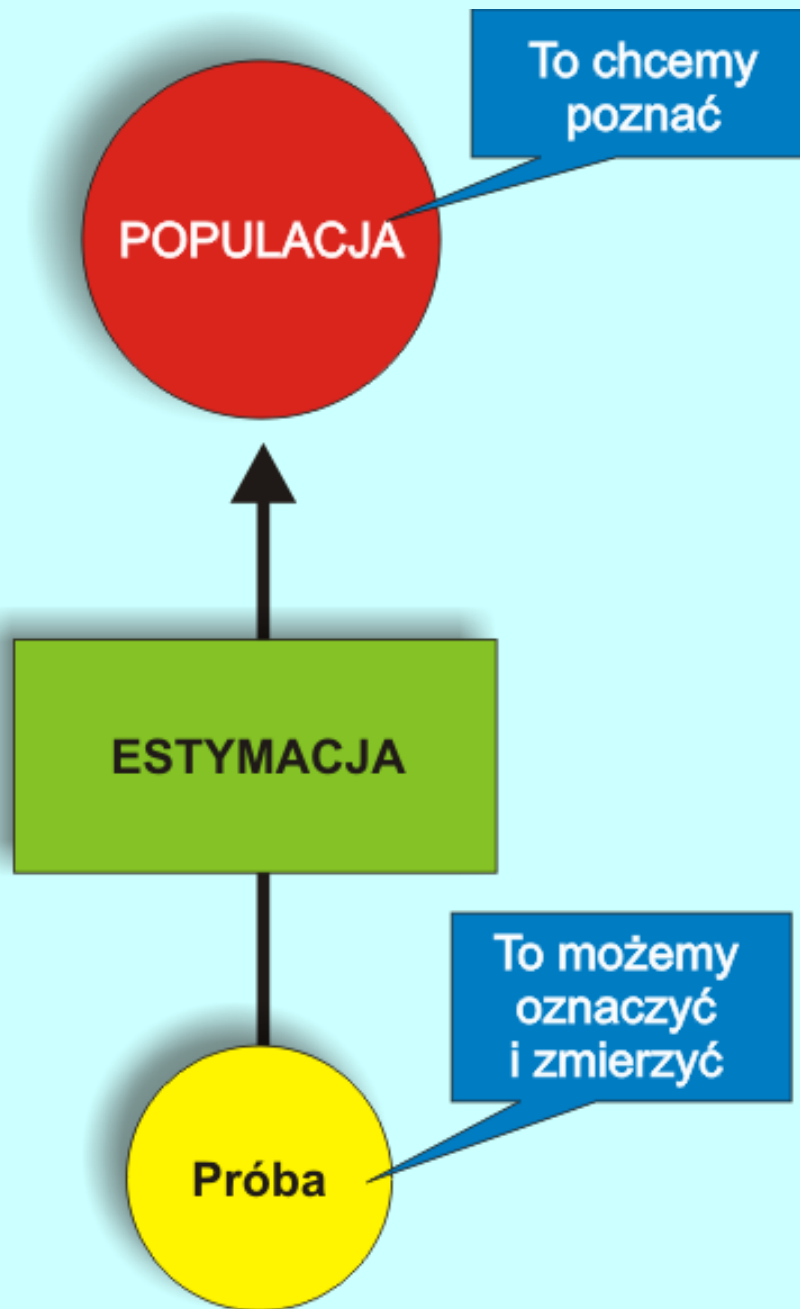 To chcemy
poznać
POPULACJA
ESTYMACJA
To możemy
oznaczyć
i zmierzyć
Próba